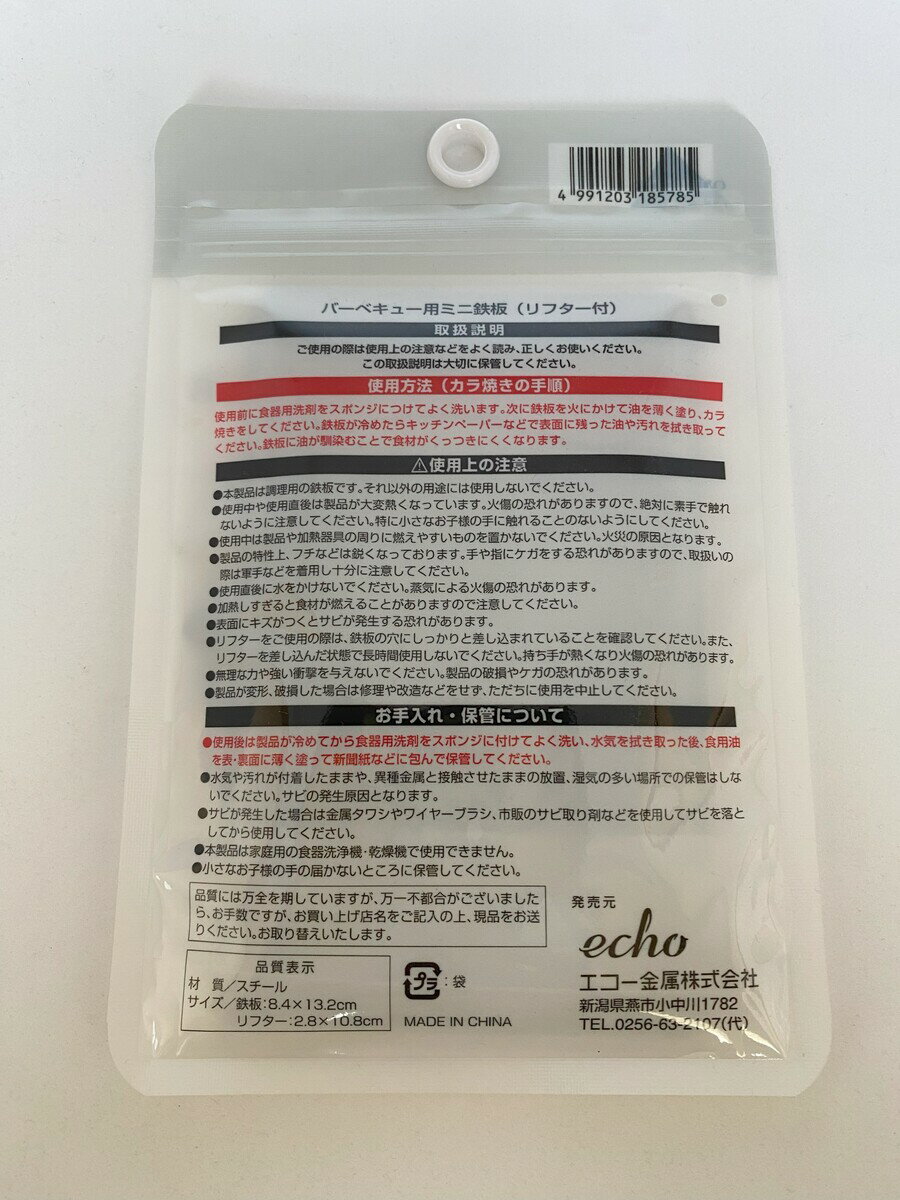 4 991203 185785
バーベキュー用ミニ鉄板（リフター付）
取扱説明
ご使用の際は使用上の注意などをよく読み、正しくお使いください。
この取扱説明は大切に保管してください。
使用方法（カラ焼きの手順）
使用前に食器用洗剤をスポンジにつけてよく洗います。次に鉄板を火にかけて油を薄く塗り、カラ
焼きをしてください。鉄板が冷めたらキッチンペーパーなどで表面に残った油や汚れを拭き取って
ください。鉄板に油が馴染むことで食材がくっつきにくくなります。
⚠使用上の注意
●本製品は調理用の鉄板です。それ以外の用途には使用しないでください。
●使用中や使用直後は製品が大変熱くなっています。火傷の恐れがありますので、絶対に素手で触れ
ないように注意してください。特に小さなお子様の手に触れることのないようにしてください。
●使用中は製品や加熱器具の周りに燃えやすいものを置かないでください。火災の原因となります。
●製品の特性上、フチなどは鋭くなっております。手や指にケガをする恐れがありますので、取扱いの
際は軍手などを着用し十分に注意してください。
●使用直後に水をかけないでください。蒸気による火傷の恐れがあります。
●加熱しすぎると食材が燃えることがありますので注意してください。
●表面にキズがつくとサビが発生する恐れがあります。
●リフターをご使用の際は、鉄板の穴にしっかりと差し込まれていることを確認してください。また、
リフターを差し込んだ状態で長時間使用しないでください。持ち手が熱くなり火傷の恐れがあります。
●無理な力や強い衝撃を与えないでください。製品の破損やケガの恐れがあります。
●製品が変形、破損した場合は修理や改造などをせず、ただちに使用を中止してください。
お手入れ・保管について
●使用後は製品が冷めてから食器用洗剤をスポンジに付けてよく洗い、水気を拭き取った後、食用油
を表・裏面に薄く塗って新聞紙などに包んで保管してください。
●水気や汚れが付着したままや、異種金属と接触させたままの放置、湿気の多い場所での保管はしな
いでください。サビの発生原因となります。
●サビが発生した場合は金属タワシやワイヤーブラシ、市販のサビ取り剤などを使用してサビを落と
してから使用してください。
●本製品は家庭用の食器洗浄機・乾燥機で使用できません。
●小さなお子様の手の届かないところに保管してください。
品質には万全を期していますが、万一不都合がございました
ら、お手数ですが、お買い上げ店名をご記入の上、現品をお送
りください。お取り替えいたします。
発売元
echo
エコー金属株式会社
新潟県燕市小中川1782
TEL.0256-63-2107(代)
品質表示
材 質／スチール
サイズ／鉄板：8.4×13.2cm
リフター：2.8×10.8cm
プラ：袋
MADE IN CHINA